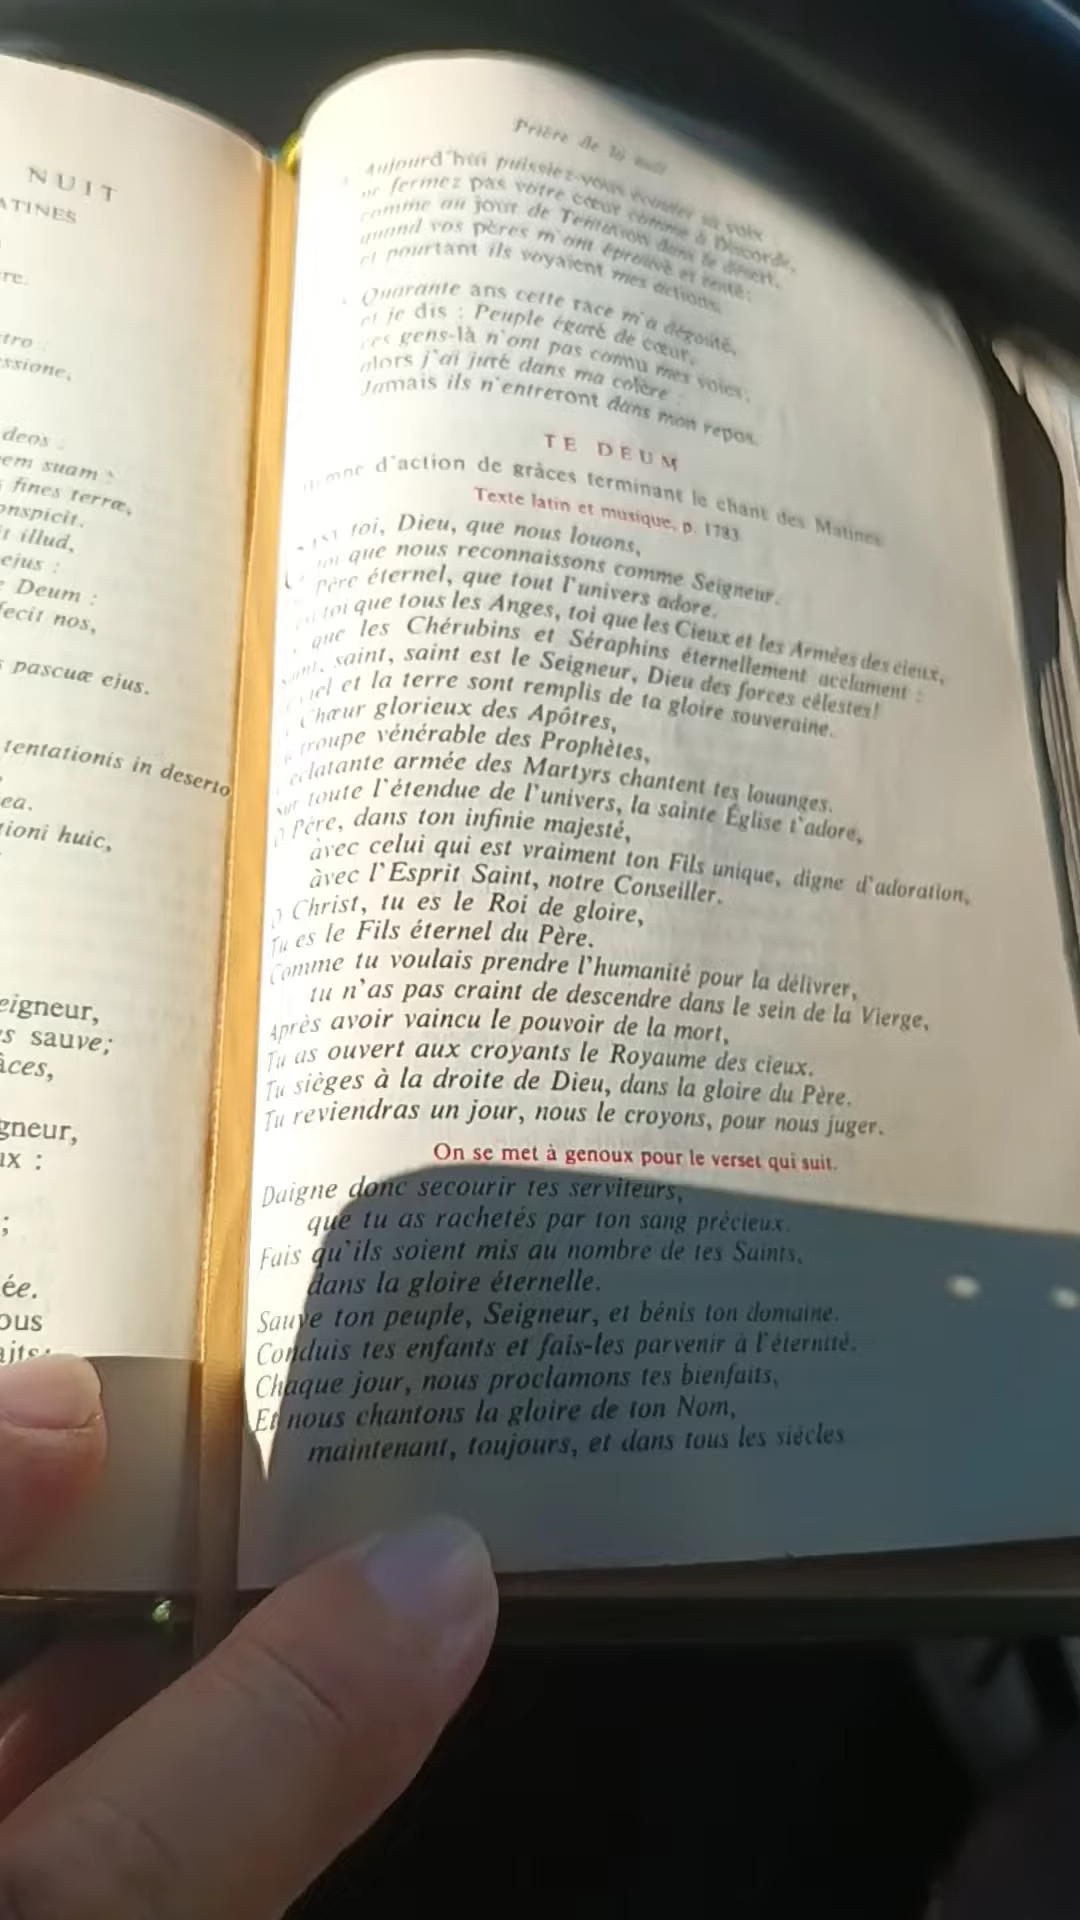 NUIT
ATINES
re.
tro
ssione,
deos :
em suam
fines terræ,
onspicit.
t illud,
ejus :
Deum :
fecit nos,
pascuæ ejus.
tentationis in deserto
ea.
tioni huic,
eigneur,
s sauve;
âces,
gneur,
ux :
;
ée.
ous
aits:
Prière de la nuit
Aujourd'hui puissiez-vous écouter sa voix :
ne fermez pas votre cœur comme à Discorde,
comme au jour de Tentation dans le désert,
quand vos pères m'ont éprouvé et tenté;
et pourtant ils voyaient mes actions.
Quarante ans cette race m'a dégoûté,
et je dis : Peuple égaré de cœur,
ces gens-là n'ont pas connu mes voies;
alors j'ai juré dans ma colère :
Jamais ils n'entreront dans mon repos.
TE DEUM
Hymne d'action de grâces terminant le chant des Matines
Texte latin et musique, p. 1783
C'EST toi, Dieu, que nous louons,
toi que nous reconnaissons comme Seigneur.
Père éternel, que tout l'univers adore.
toi que tous les Anges, toi que les Cieux et les Armées des cieux,
que les Chérubins et Séraphins éternellement acclament :
saint, saint est le Seigneur, Dieu des forces célestes!
ciel et la terre sont remplis de ta gloire souveraine.
Chœur glorieux des Apôtres,
troupe vénérable des Prophètes,
éclatante armée des Martyrs chantent tes louanges.
Sur toute l'étendue de l'univers, la sainte Église t'adore,
O Père, dans ton infinie majesté,
avec celui qui est vraiment ton Fils unique, digne d'adoration,
avec l'Esprit Saint, notre Conseiller.
O Christ, tu es le Roi de gloire,
Tu es le Fils éternel du Père.
Comme tu voulais prendre l'humanité pour la délivrer,
tu n'as pas craint de descendre dans le sein de la Vierge,
Après avoir vaincu le pouvoir de la mort,
Tu as ouvert aux croyants le Royaume des cieux.
Tu sièges à la droite de Dieu, dans la gloire du Père.
Tu reviendras un jour, nous le croyons, pour nous juger.
On se met à genoux pour le verset qui suit.
Daigne donc secourir tes serviteurs,
que tu as rachetés par ton sang précieux.
Fais qu'ils soient mis au nombre de tes Saints,
dans la gloire éternelle.
Sauve ton peuple, Seigneur, et bénis ton domaine.
Conduis tes enfants et fais-les parvenir à l'éternité.
Chaque jour, nous proclamons tes bienfaits,
Et nous chantons la gloire de ton Nom,
maintenant, toujours, et dans tous les siècles